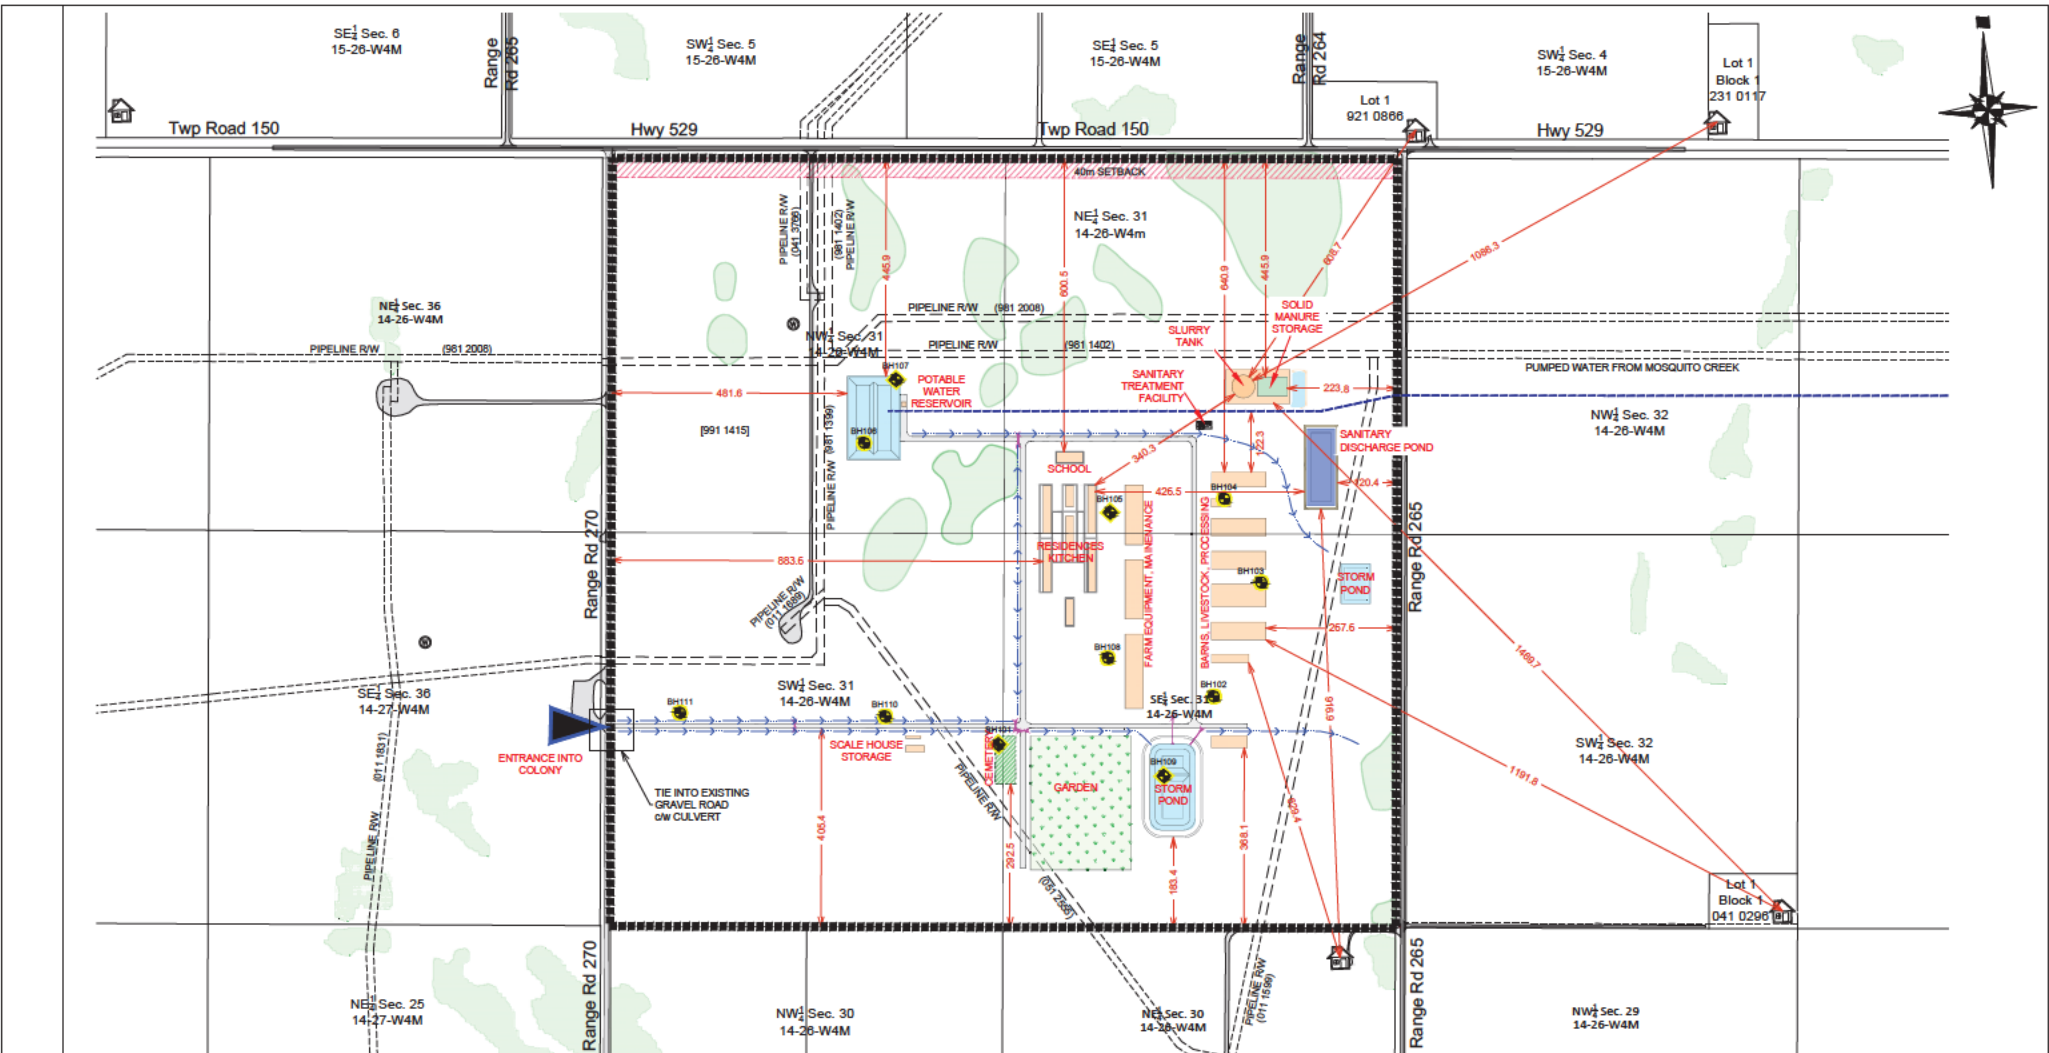 SE¼ Sec. 6
15-26-W4M
Range
Rd 265
SW¼ Sec. 5
15-26-W4M
SE¼ Sec. 5
15-26-W4M
Range
Rd 264
SW¼ Sec. 4
15-26-W4M
Lot 1
Block 1
231 0117
Lot 1
921 0866
Twp Road 150
Hwy 529
Twp Road 150
Hwy 529
40m SETBACK
PIPELINE R/W
(041 3766)
(981 1402)
PIPELINE R/W
445.9
600.5
NE¼ Sec. 31
14-26-W4m
640.9
445.9
608.7
1086.3
NE¼ Sec. 36
14-26-W4M
PIPELINE R/W (981 2008)
PIPELINE R/W (981 2008)
NW¼ Sec. 31
14-26-W4M
PIPELINE R/W (981 1402)
SOLID
MANURE
STORAGE
SLURRY
TANK
SANITARY
TREATMENT
FACILITY
PUMPED WATER FROM MOSQUITO CREEK
BH107
POTABLE
WATER
RESERVOIR
481.6
223.8
NW¼ Sec. 32
14-26-W4M
[991 1415]
PIPELINE R/W (981 1399)
BH106
122.3
SANITARY
DISCHARGE POND
340.3
SCHOOL
426.5
120.4
BH105
BH104
Range Rd 270
Range Rd 265
883.6
RESIDENCES
KITCHEN
FARM EQUIPMENT, MAINENANCE
BARNS, LIVESTOCK, PROCESSING
BH103
STORM
POND
PIPELINE R/W
(011 1689)
267.6
BH108
1469.7
SE¼ Sec. 36
14-27-W4M
SW¼ Sec. 31
14-26-W4M
BH102
SE¼ Sec. 31
14-26-W4M
916.9
BH111
BH110
BH101
CEMETERY
SCALE HOUSE
STORAGE
ENTRANCE INTO
COLONY
(011 1831)
SW¼ Sec. 32
14-26-W4M
1191.8
TIE INTO EXISTING
GRAVEL ROAD
c/w CULVERT
PIPELINE R/W
GARDEN
BH109
STORM
POND
829.4
405.4
292.5
368.1
183.4
PIPELINE R/W
(051 2556)
Lot 1
Block 1
041 0296
Range Rd 270
Range Rd 265
PIPELINE R/W
(011 1599)
NE¼ Sec. 25
14-27-W4M
NW¼ Sec. 30
14-26-W4M
NE¼ Sec. 30
14-26-W4M
NW¼ Sec. 29
14-26-W4M